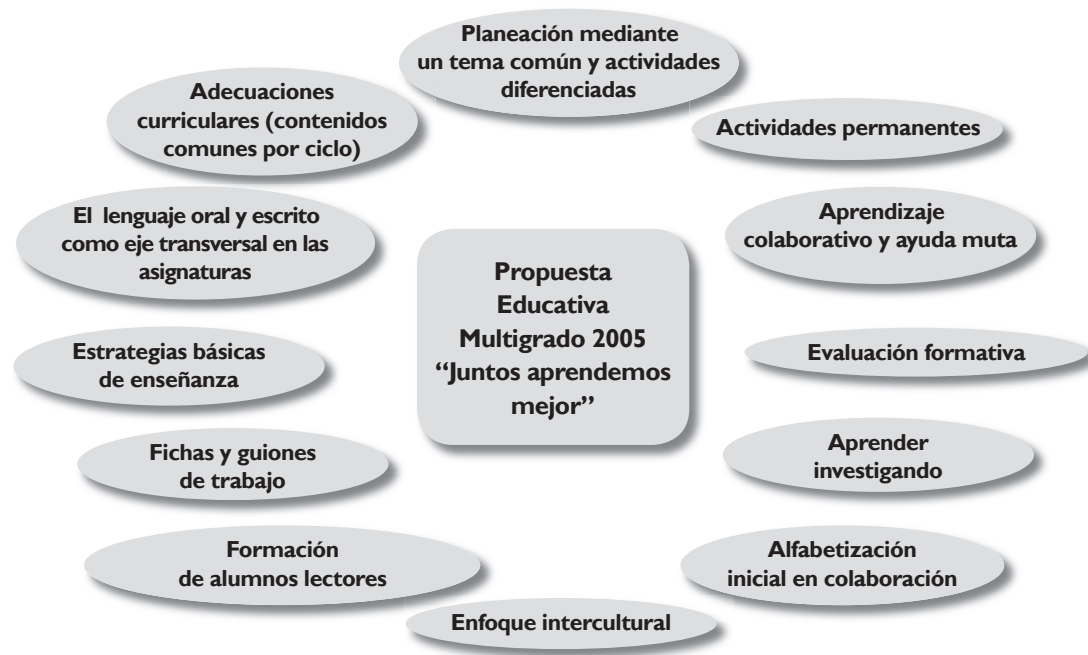 Planeación mediante
un tema común y actividades
diferenciadas
Adecuaciones
curriculares (contenidos
comunes por ciclo)
Actividades permanentes
El lenguaje oral y escrito
como eje transversal en las
asignaturas
Aprendizaje
colaborativo y ayuda muta
Propuesta
Educativa
Multigrado 2005
“Juntos aprendemos
mejor”
Estrategias básicas
de enseñanza
Evaluación formativa
Fichas y guiones
de trabajo
Aprender
investigando
Formación
de alumnos lectores
Alfabetización
inicial en colaboración
Enfoque intercultural